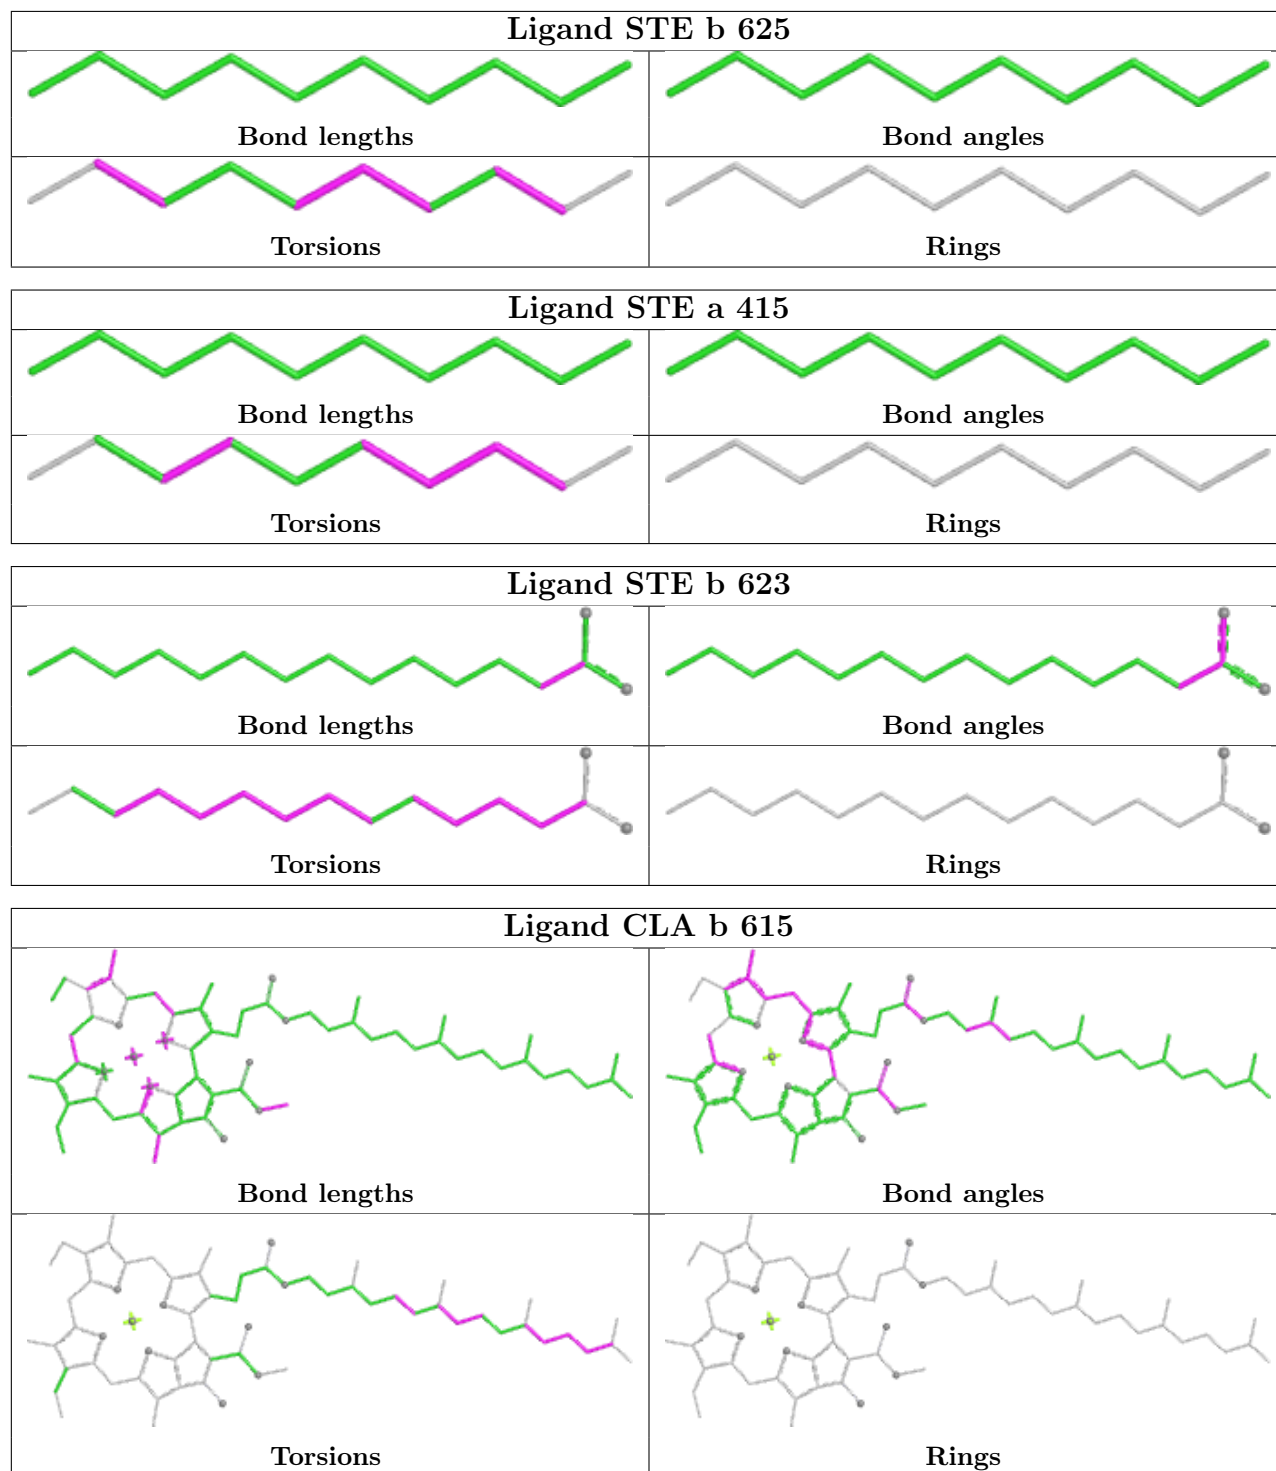 Ligand STE b 625
Bond lengths
Bond angles
Torsions
Rings
Ligand STE a 415
Bond lengths
Bond angles
Torsions
Rings
Ligand STE b 623
Bond lengths
Bond angles
Torsions
Rings
Ligand CLA b 615
Bond lengths
Bond angles
Torsions
Rings